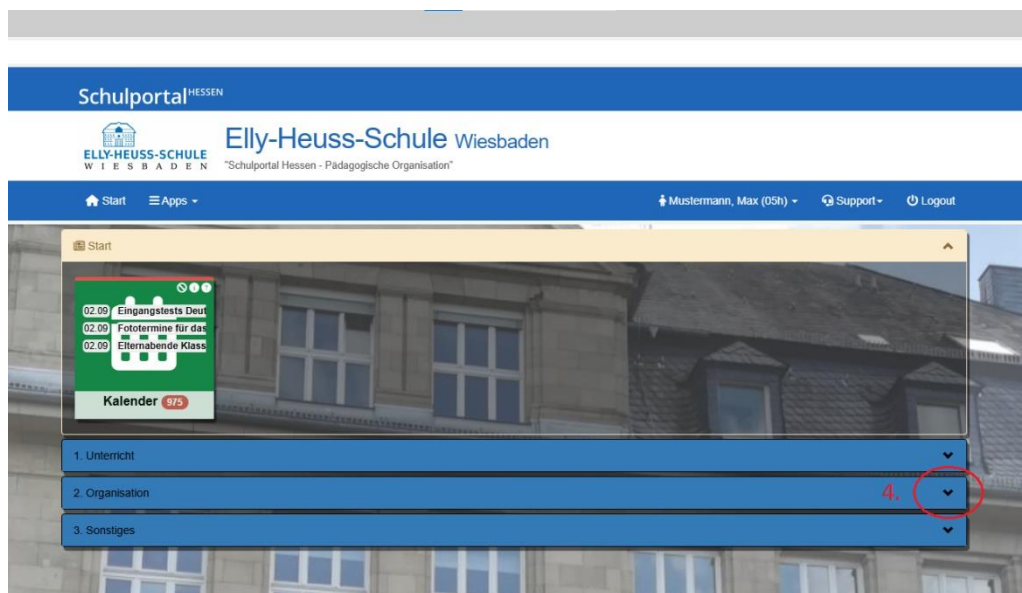 Schulportal HESSEN
ELLY-HEUSS-SCHULE
WIESBADEN
Elly-Heuss-Schule Wiesbaden
"Schulportal Hessen - Pädagogische Organisation"
Start Apps Mustermann, Max (05h) Support Logout
Start
02.09 Eingangstests Deut
02.09 Fototermine für das
02.09 Elternabende Klass
Kalender 975
1. Unterricht
2. Organisation 4.
3. Sonstiges